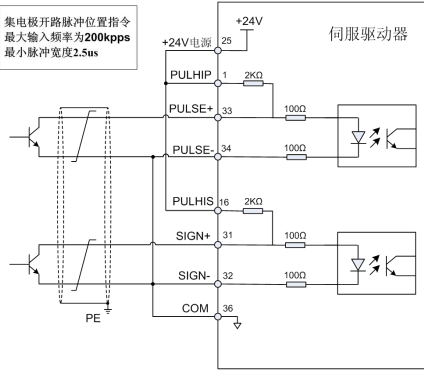 集电极开路脉冲位置指令
最大输入频率为200kpps
最小脉冲宽度2.5us
+24V
伺服驱动器
+24V电源 25
PULHIP 1 2KΩ
PULSE+ 33 100Ω
PULSE- 34 100Ω
PULHIS 16 2KΩ
SIGN+ 31 100Ω
SIGN- 32 100Ω
COM 36
PE